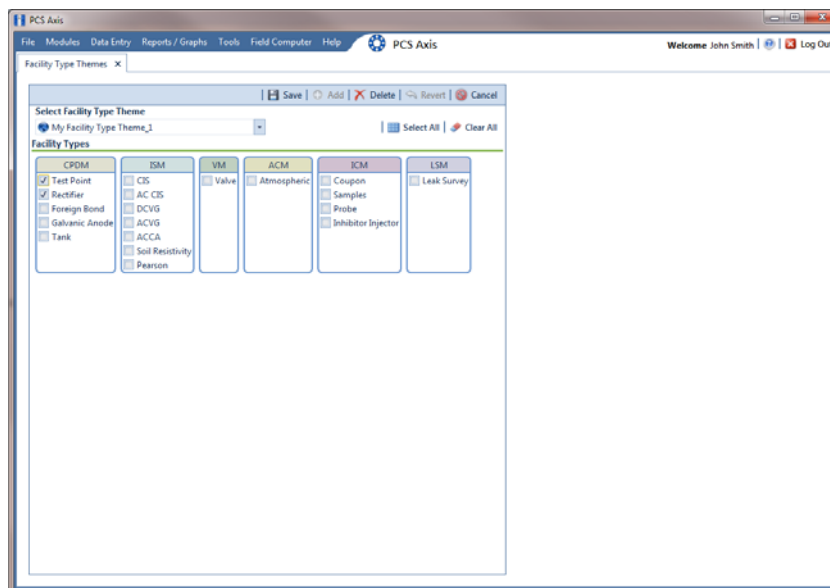 PCS Axis
File Modules Data Entry Reports / Graphs Tools Field Computer Help PCS Axis Welcome John Smith Log Out
Facility Type Themes
Save Add Delete Revert Cancel
Select Facility Type Theme
My Facility Type Theme_1 Select All Clear All
Facility Types
CPDM ISM VM ACM ICM LSM
Test Point CIS Valve Atmospheric Coupon Leak Survey
Rectifier AC CIS Samples
Foreign Bond DCVG Probe
Galvanic Anode ACVG Inhibitor Injector
Tank ACCA
Soil Resistivity
Pearson